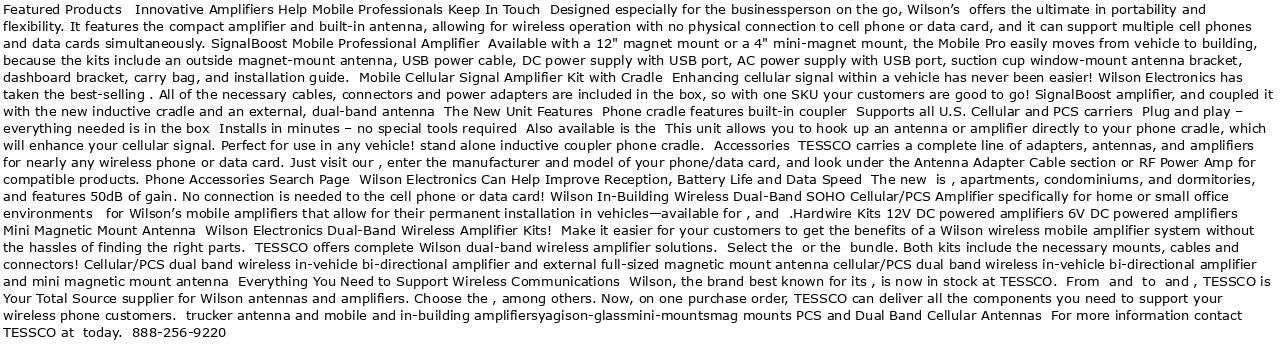 Featured Products   Innovative Amplifiers Help Mobile Professionals Keep In Touch  Designed especially for the businessperson on the go, Wilson's  offers the ultimate in portability and
flexibility. It features the compact amplifier and built-in antenna, allowing for wireless operation with no physical connection to cell phone or data card, and it can support multiple cell phones
and data cards simultaneously. SignalBoost Mobile Professional Amplifier  Available with a 12" magnet mount or a 4" mini-magnet mount, the Mobile Pro easily moves from vehicle to building,
because the kits include an outside magnet-mount antenna, USB power cable, DC power supply with USB port, AC power supply with USB port, suction cup window-mount antenna bracket,
dashboard bracket, carry bag, and installation guide.  Mobile Cellular Signal Amplifier Kit with Cradle  Enhancing cellular signal within a vehicle has never been easier! Wilson Electronics has
taken the best-selling . All of the necessary cables, connectors and power adapters are included in the box, so with one SKU your customers are good to go! SignalBoost amplifier, and coupled it
with the new inductive cradle and an external, dual-band antenna  The New Unit Features  Phone cradle features built-in coupler  Supports all U.S. Cellular and PCS carriers  Plug and play –
everything needed is in the box  Installs in minutes – no special tools required  Also available is the  This unit allows you to hook up an antenna or amplifier directly to your phone cradle, which
will enhance your cellular signal. Perfect for use in any vehicle! stand alone inductive coupler phone cradle.  Accessories  TESSCO carries a complete line of adapters, antennas, and amplifiers
for nearly any wireless phone or data card. Just visit our , enter the manufacturer and model of your phone/data card, and look under the Antenna Adapter Cable section or RF Power Amp for
compatible products. Phone Accessories Search Page  Wilson Electronics Can Help Improve Reception, Battery Life and Data Speed  The new  is , apartments, condominiums, and dormitories,
and features 50dB of gain. No connection is needed to the cell phone or data card! Wilson In-Building Wireless Dual-Band SOHO Cellular/PCS Amplifier specifically for home or small office
environments   for Wilson's mobile amplifiers that allow for their permanent installation in vehicles—available for , and  .Hardwire Kits 12V DC powered amplifiers 6V DC powered amplifiers
Mini Magnetic Mount Antenna  Wilson Electronics Dual-Band Wireless Amplifier Kits!  Make it easier for your customers to get the benefits of a Wilson wireless mobile amplifier system without
the hassles of finding the right parts.  TESSCO offers complete Wilson dual-band wireless amplifier solutions.  Select the  or the  bundle. Both kits include the necessary mounts, cables and
connectors! Cellular/PCS dual band wireless in-vehicle bi-directional amplifier and external full-sized magnetic mount antenna cellular/PCS dual band wireless in-vehicle bi-directional amplifier
and mini magnetic mount antenna  Everything You Need to Support Wireless Communications  Wilson, the brand best known for its , is now in stock at TESSCO.  From  and  to  and , TESSCO is
Your Total Source supplier for Wilson antennas and amplifiers. Choose the , among others. Now, on one purchase order, TESSCO can deliver all the components you need to support your
wireless phone customers.  trucker antenna and mobile and in-building amplifiersyagison-glassmini-mountsmag mounts PCS and Dual Band Cellular Antennas  For more information contact
TESSCO at  today.  888-256-9220